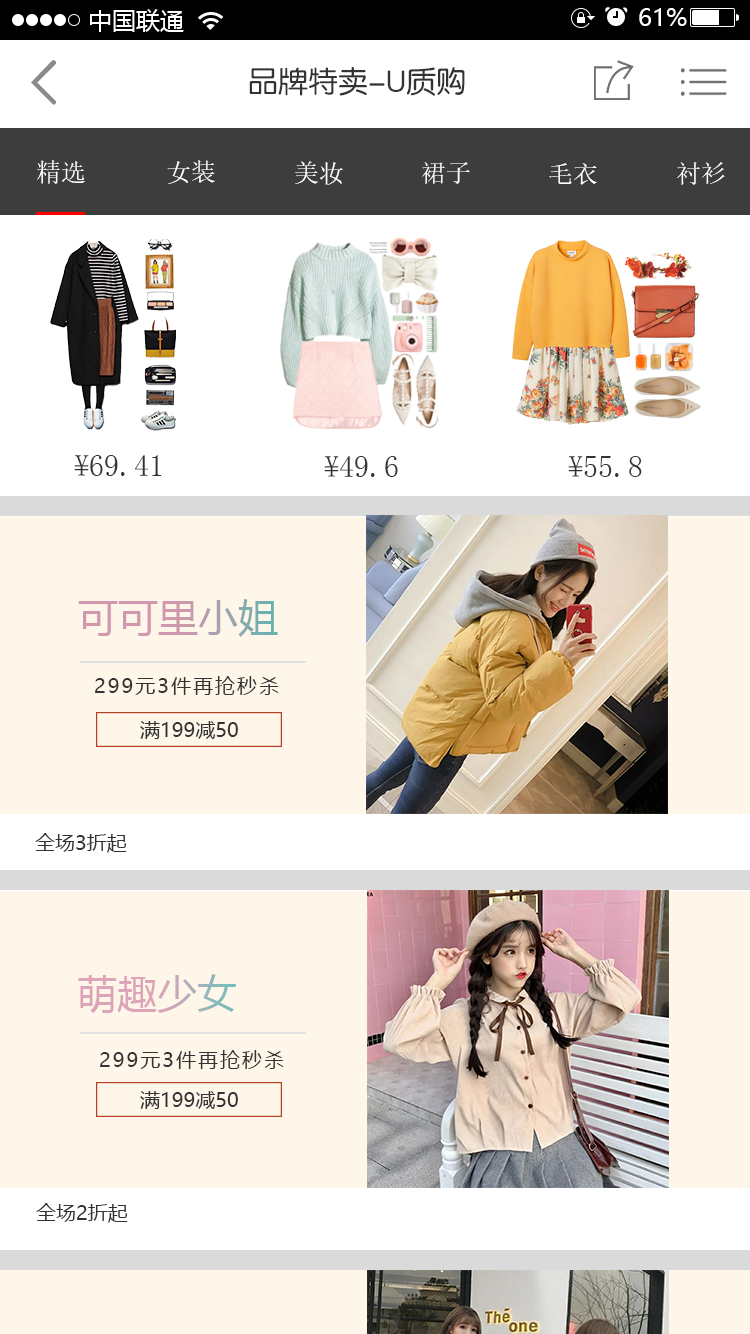 中国联通 61%
品牌特卖-U质购
精选 女装 美妆 裙子 毛衣 衬衫
¥69.41 ¥49.6 ¥55.8
可可里小姐
299元3件再抢秒杀
满199减50
全场3折起
萌趣少女
299元3件再抢秒杀
满199减50
全场2折起
The
one